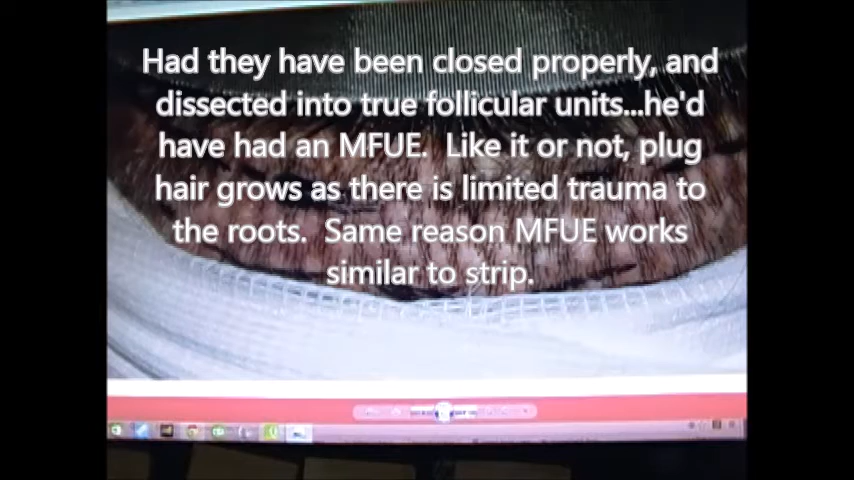 Had they have been closed properly, and
dissected into true follicular units...he'd
have had an MFUE.  Like it or not, plug
hair grows as there is limited trauma to
the roots.  Same reason MFUE works
similar to strip.